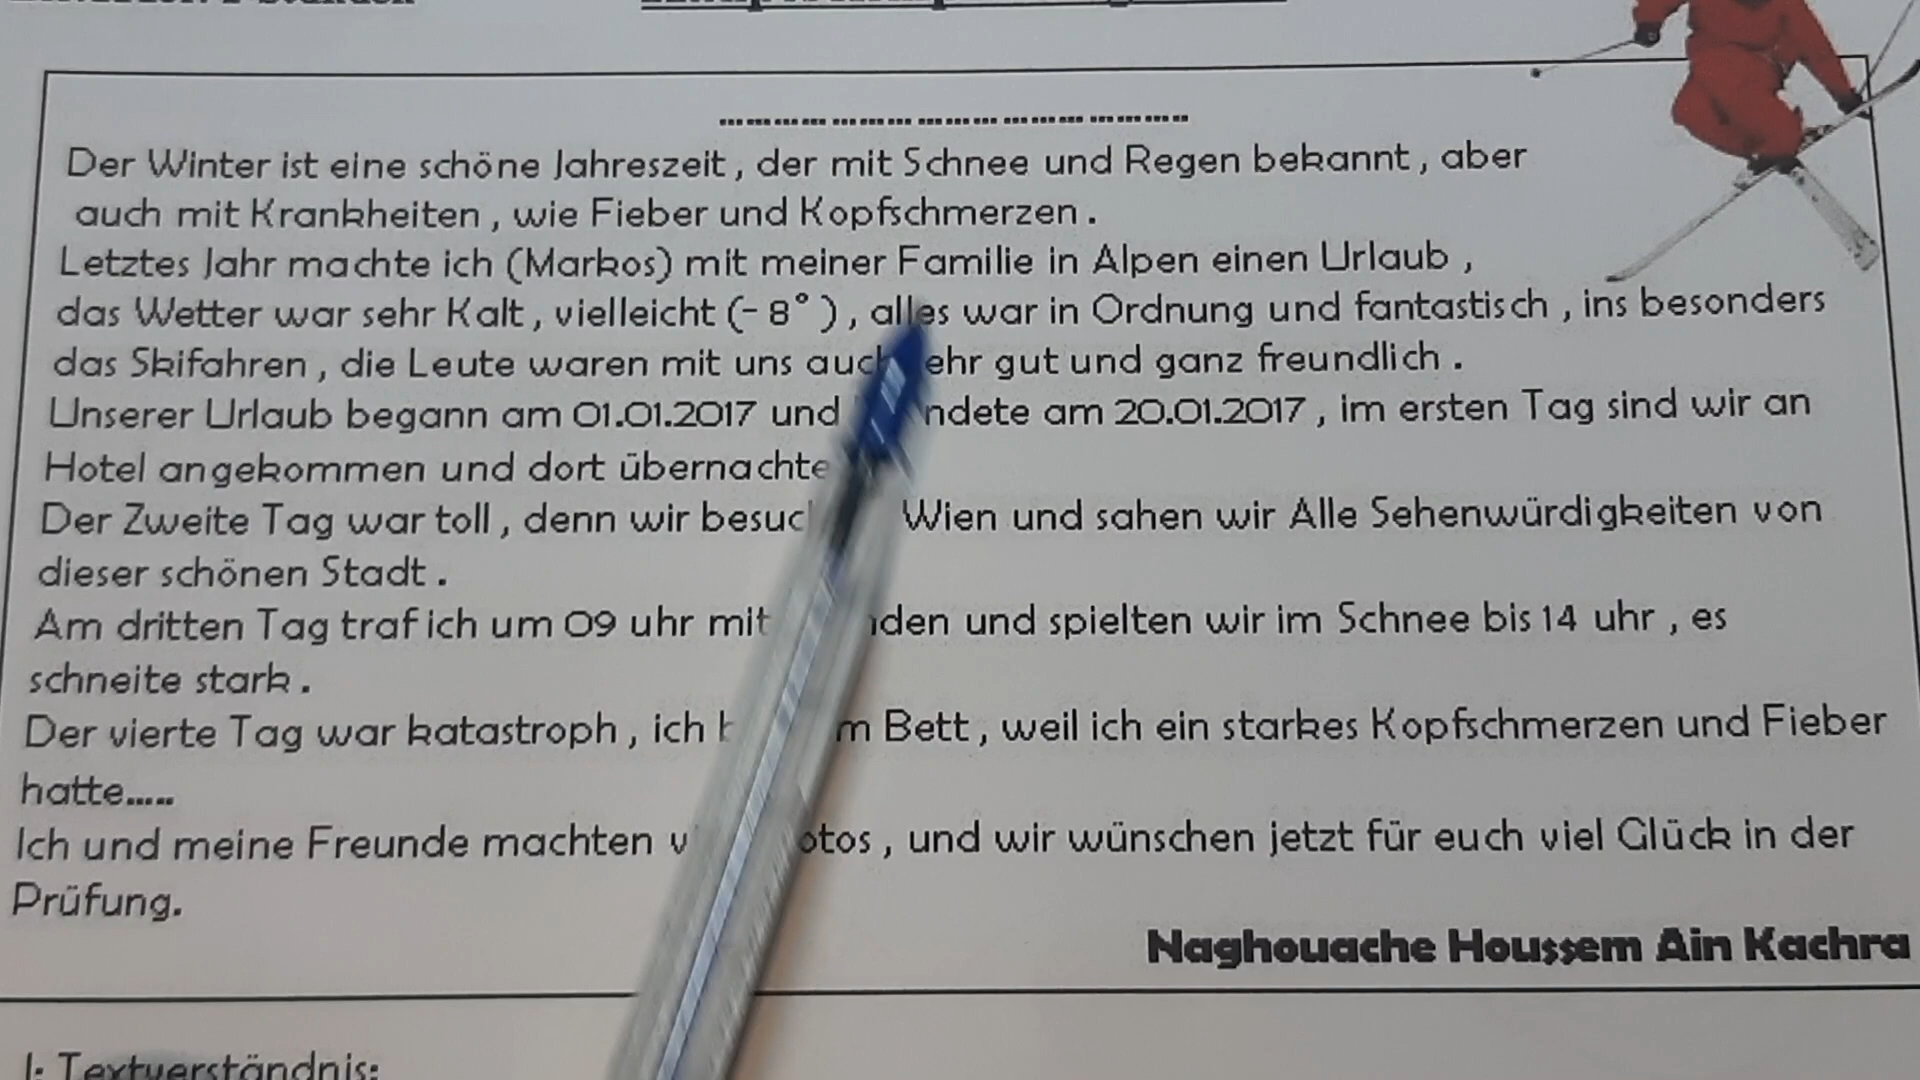 Der Winter ist eine schöne Jahreszeit , der mit Schnee und Regen bekannt , aber
auch mit Krankheiten , wie Fieber und Kopfschmerzen .
Letztes Jahr machte ich (Markos) mit meiner Familie in Alpen einen Urlaub ,
das Wetter war sehr Kalt , vielleicht (- 8° ) , alles war in Ordnung und fantastisch , ins besonders
das Skifahren , die Leute waren mit uns auch sehr gut und ganz freundlich .
Unserer Urlaub begann am 01.01.2017 und endete am 20.01.2017 , im ersten Tag sind wir an
Hotel angekommen und dort
Der Zweite Tag war toll , denn wir Wien und sahen wir Alle Sehenwürdigkeiten von
dieser schönen Stadt .
Am dritten Tag traf ich um 09 uhr mit und spielten wir im Schnee bis 14 uhr , es
schneite stark .
Der vierte Tag war katastroph , ich Bett , weil ich ein starkes Kopfschmerzen und Fieber
hatte.....
Ich und meine Freunde machten , und wir wünschen jetzt für euch viel Glück in der
Prüfung.
Naghouache Houssem Ain Kachra
I: Textverständnis: